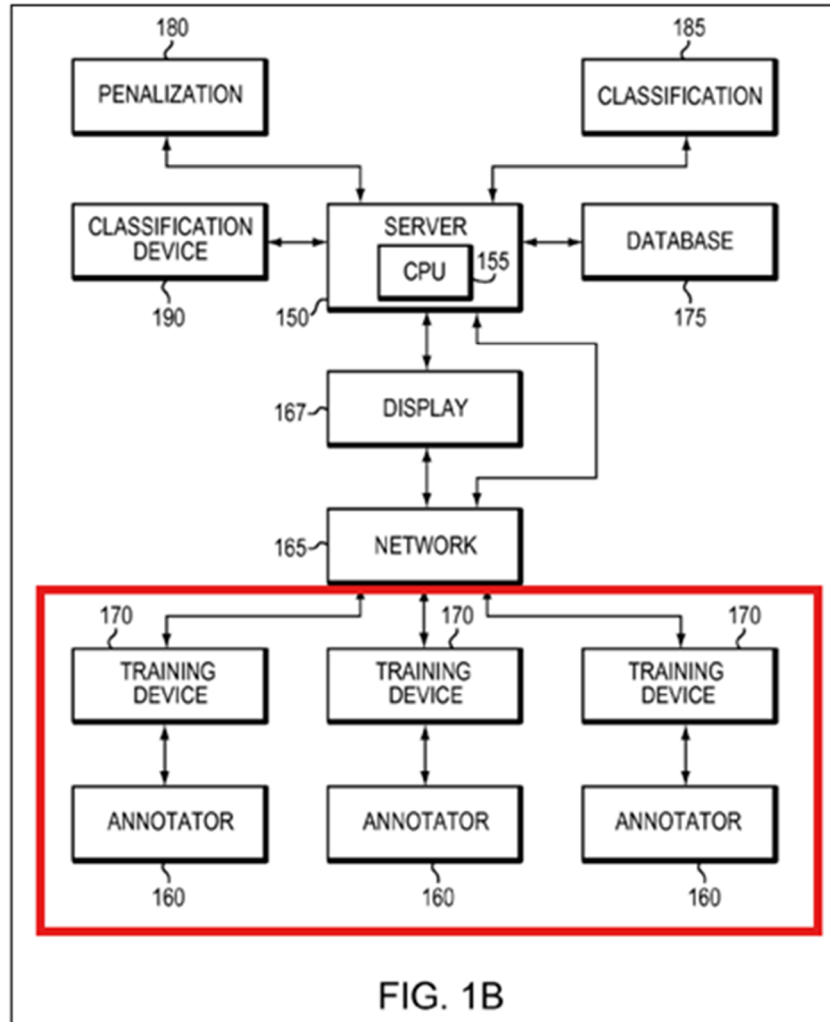 180
185
PENALIZATION
CLASSIFICATION
CLASSIFICATION
DEVICE
190
SERVER
CPU
155
150
DATABASE
175
167
DISPLAY
165
NETWORK
170
170
170
TRAINING
DEVICE
TRAINING
DEVICE
TRAINING
DEVICE
ANNOTATOR
ANNOTATOR
ANNOTATOR
160
160
160
FIG. 1B